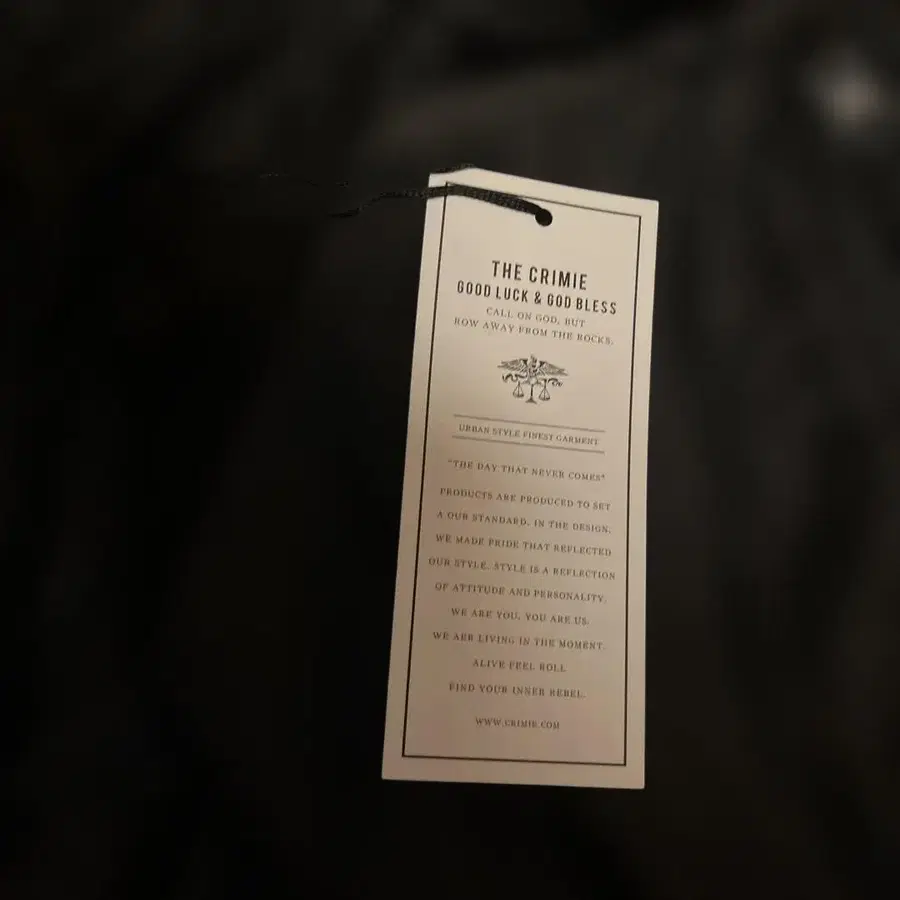 THE CRIMIE
GOOD LUCK & GOD BLESS
CALL ON GOD, BUT
ROW AWAY FROM THE ROCKS.
URBAN STYLE FINEST GARMENT
"THE DAY THAT NEVER COMES"
PRODUCTS ARE PRODUCED TO SET
A OUR STANDARD. IN THE DESIGN,
WE MADE PRIDE THAT REFLECTED
OUR STYLE. STYLE IS A REFLECTION
OF ATTITUDE AND PERSONALITY.
WE ARE YOU, YOU ARE US.
WE AER LIVING IN THE MOMENT.
ALIVE FEEL ROLL
FIND YOUR INNER REBEL.
WWW.CRIMIE.COM